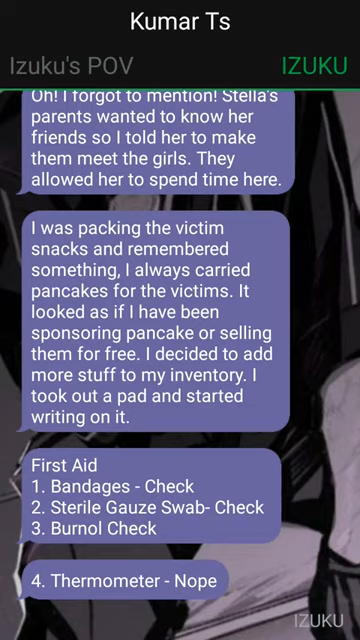 Kumar Ts
Izuku's POV
IZUKU
Oh! I forgot to mention! Stella's
parents wanted to know her
friends so I told her to make
them meet the girls. They
allowed her to spend time here.
I was packing the victim
snacks and remembered
something, I always carried
pancakes for the victims. It
looked as if I have been
sponsoring pancake or selling
them for free. I decided to add
more stuff to my inventory. I
took out a pad and started
writing on it.
First Aid
1. Bandages - Check
2. Sterile Gauze Swab- Check
3. Burnol Check
4. Thermometer - Nope
IZUKU